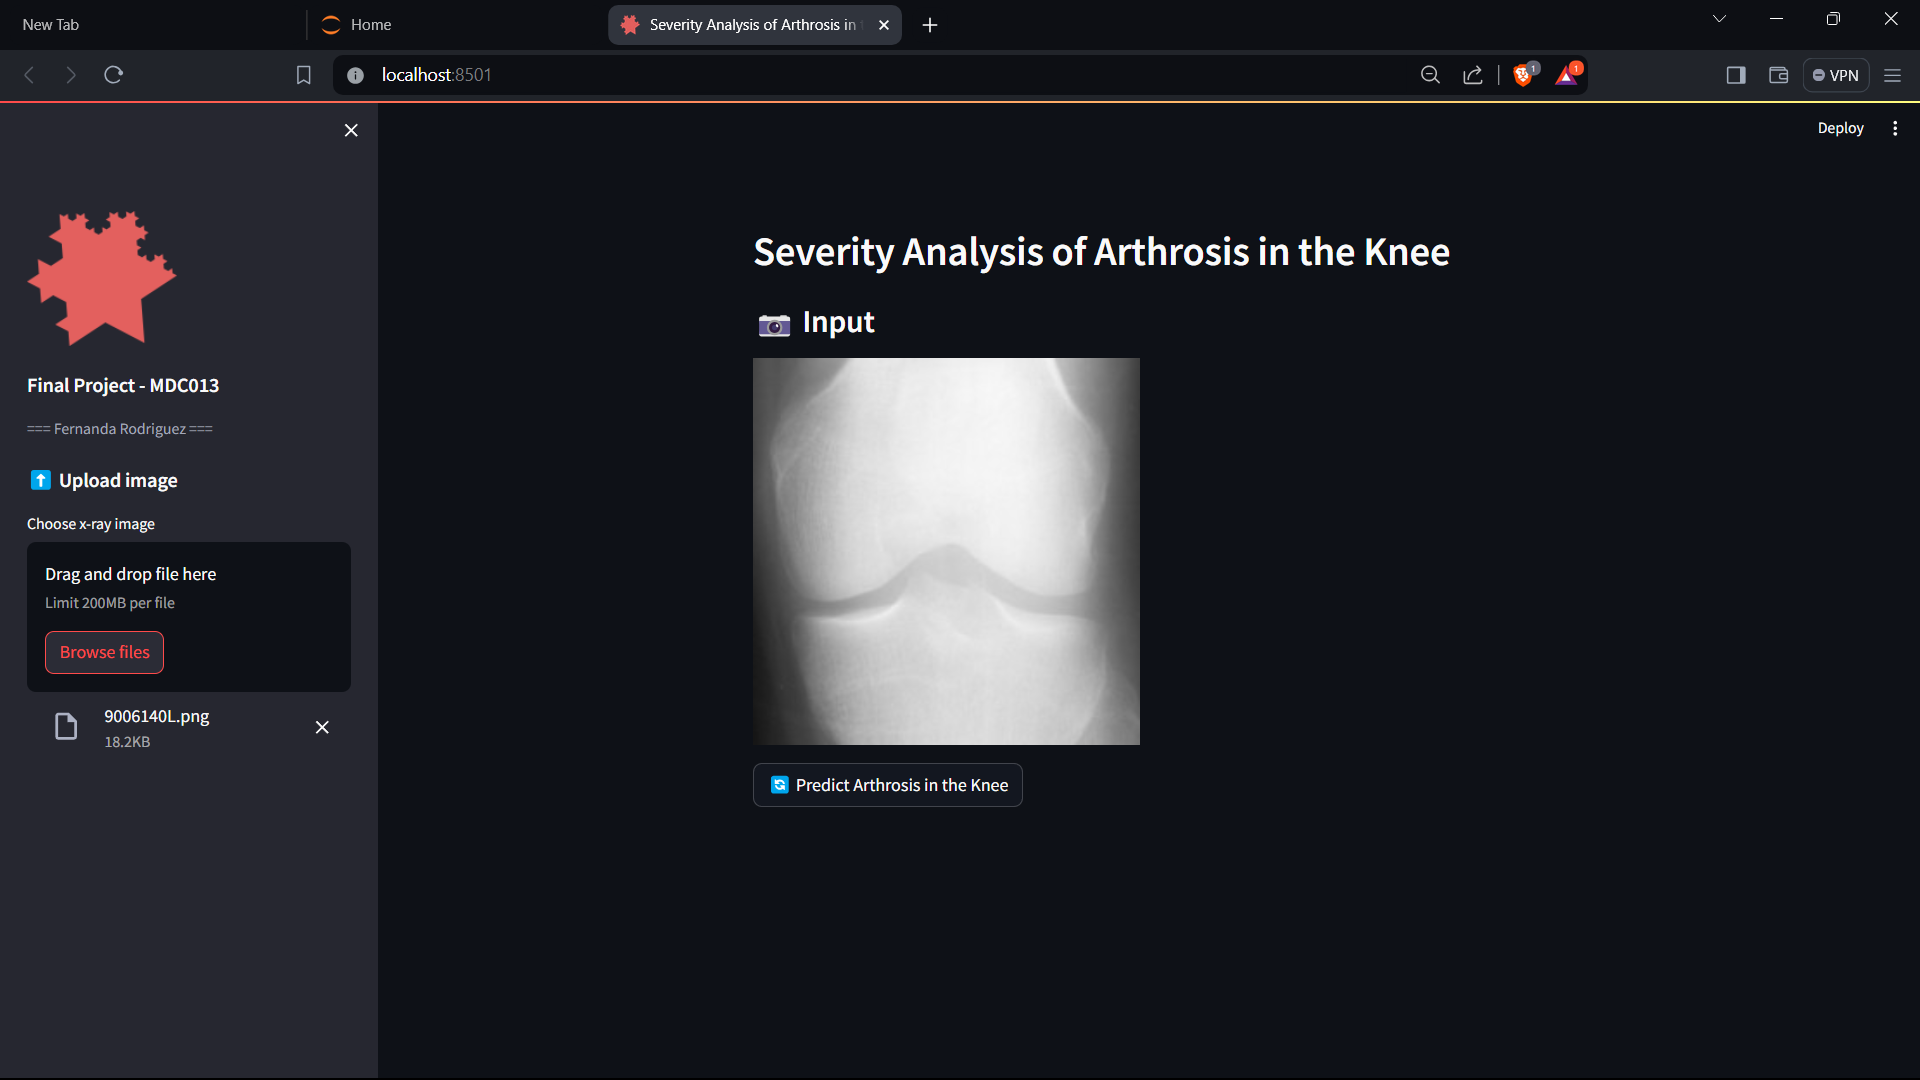 New Tab
Home
Severity Analysis of Arthrosis in
localhost:8501
1
1
VPN
Deploy
Final Project - MDC013
=== Fernanda Rodriguez ===
Upload image
Choose x-ray image
Drag and drop file here
Limit 200MB per file
Browse files
9006140L.png
18.2KB
Severity Analysis of Arthrosis in the Knee
Input
Predict Arthrosis in the Knee